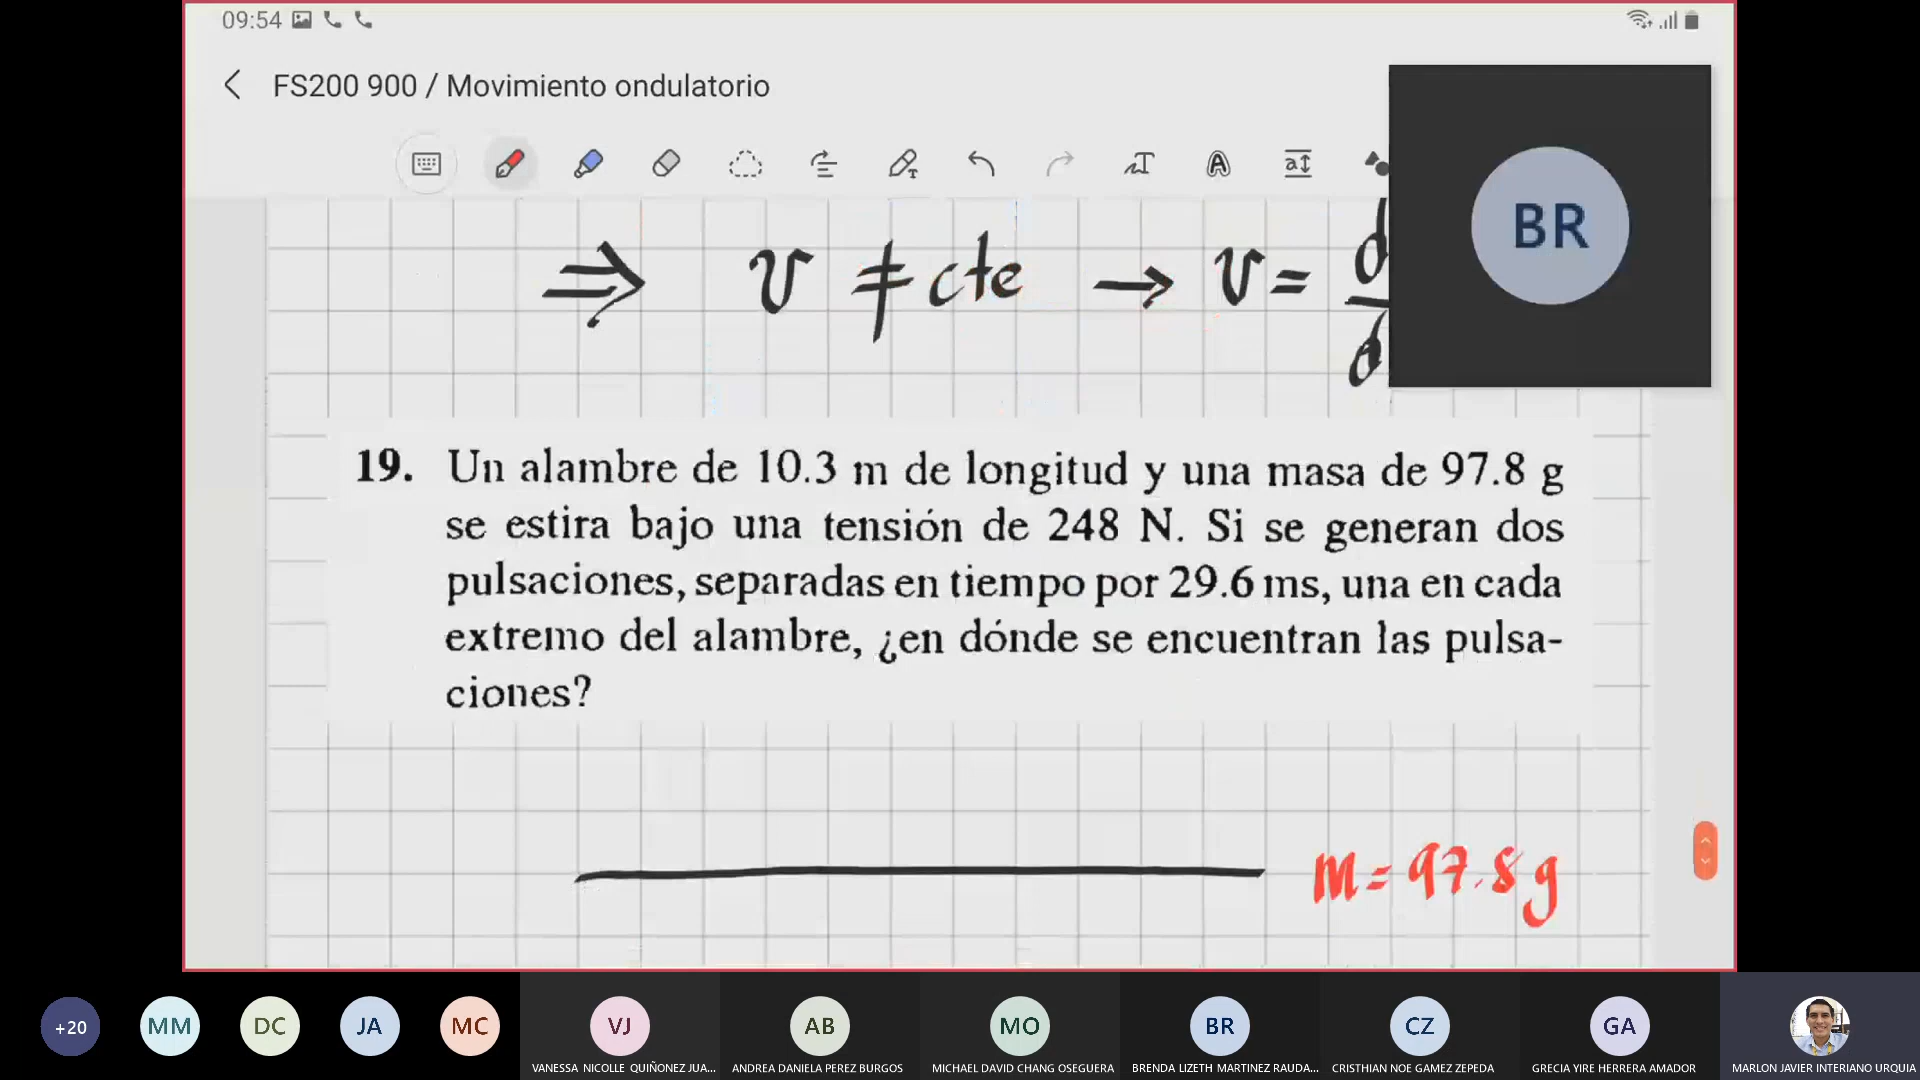 09:54
FS200 900 / Movimiento ondulatorio
BR
⇒ v ≠ cte → v = d
d
19. Un alambre de 10.3 m de longitud y una masa de 97.8 g
se estira bajo una tensión de 248 N. Si se generan dos
pulsaciones, separadas en tiempo por 29.6 ms, una en cada
extremo del alambre, ¿en dónde se encuentran las pulsa-
ciones?
m = 97.8 g
+20 MM DC JA MC VJ AB MO BR CZ GA
VANESSA NICOLLE QUIÑONEZ JUA... ANDREA DANIELA PEREZ BURGOS MICHAEL DAVID CHANG OSEGUERA BRENDA LIZETH MARTINEZ RAUDA... CRISTHIAN NOE GAMEZ ZEPEDA GRECIA YIRE HERRERA AMADOR MARLON JAVIER INTERIANO URQUIA